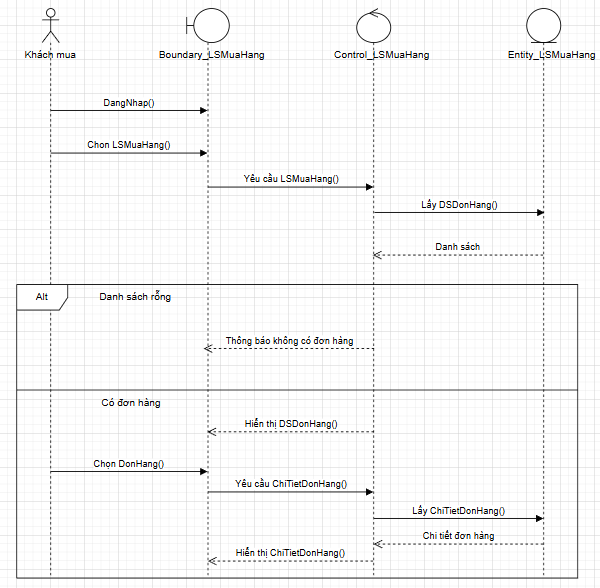 Khách mua
Boundary_LSMuaHang
Control_LSMuaHang
Entity_LSMuaHang
DangNhap()
Chon LSMuaHang()
Yêu cầu LSMuaHang()
Lấy DSDonHang()
Danh sách
Alt
Danh sách rỗng
Thông báo không có đơn hàng
Có đơn hàng
Hiển thị DSDonHang()
Chọn DonHang()
Yêu cầu ChiTietDonHang()
Lấy ChiTietDonHang()
Chi tiết đơn hàng
Hiển thị ChiTietDonHang()